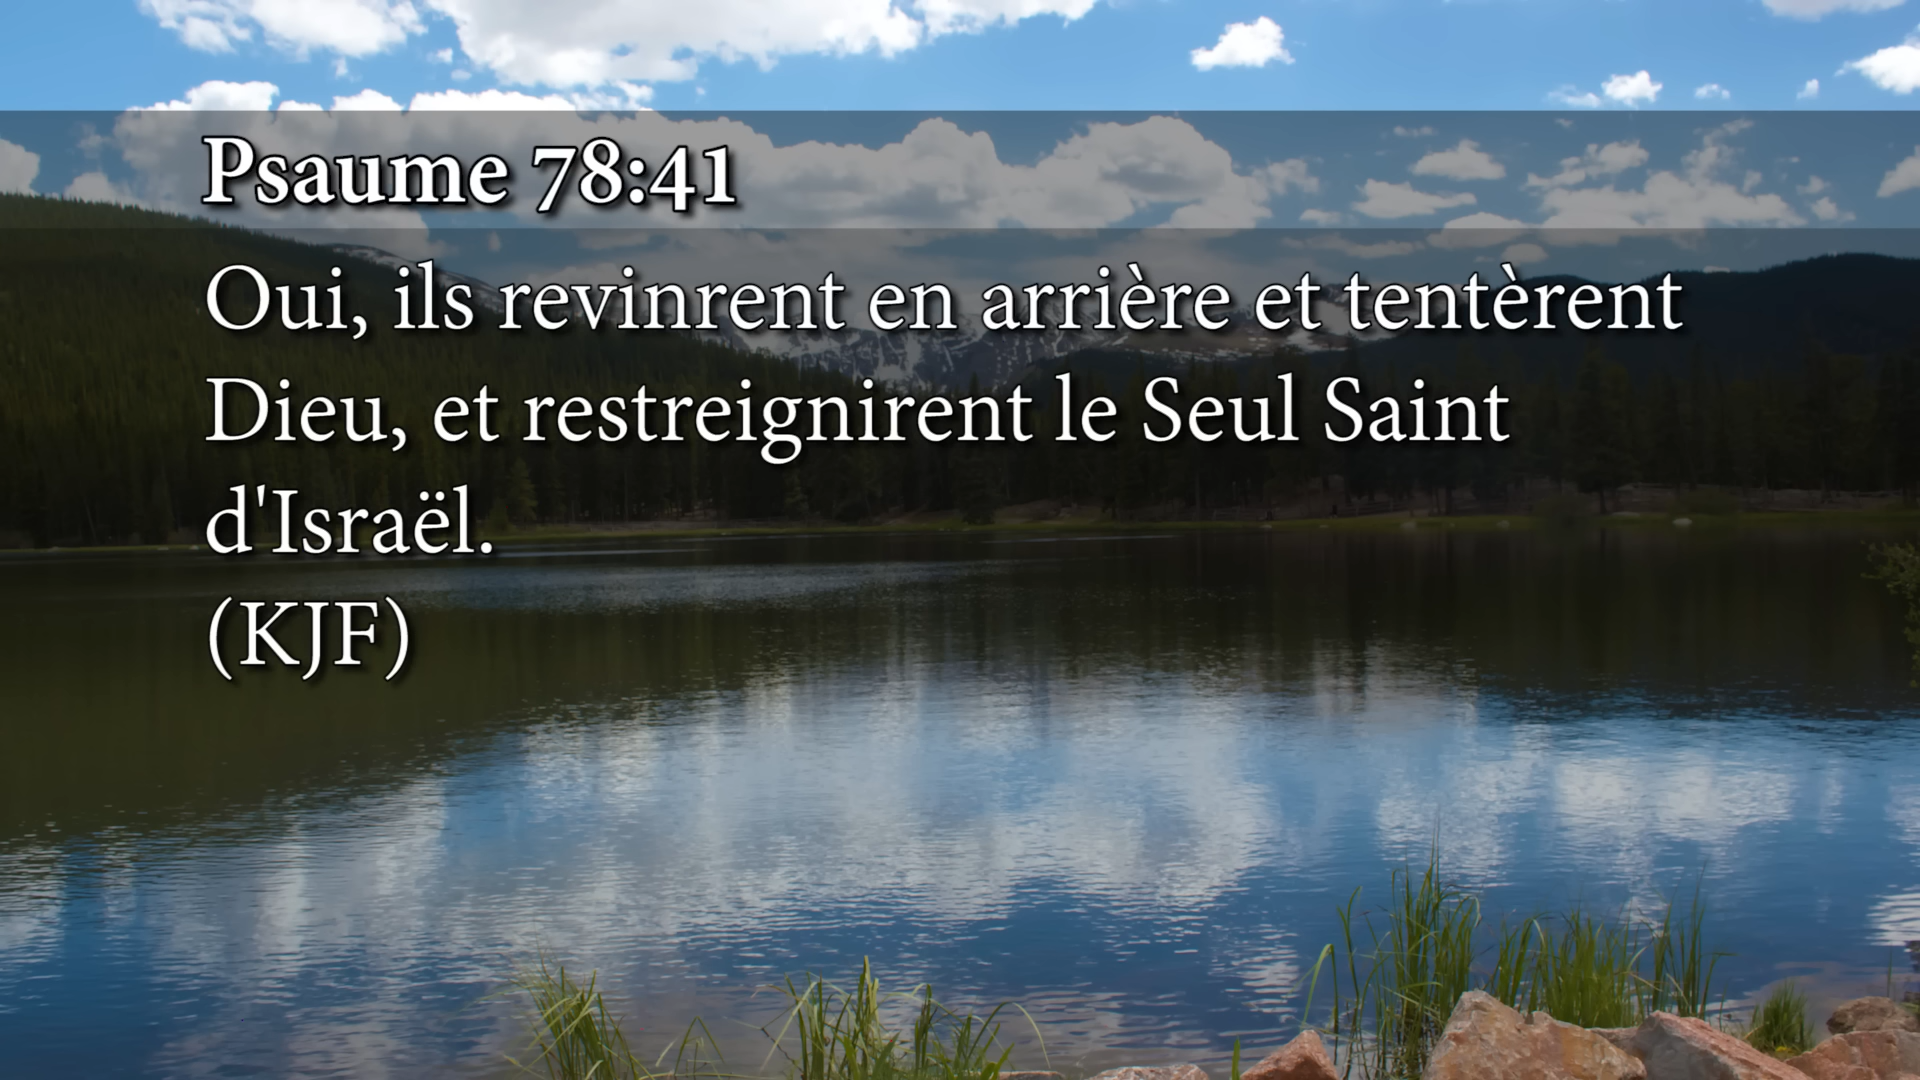 Psaume 78:41
Oui, ils revinrent en arrière et tentèrent
Dieu, et restreignirent le Seul Saint
d'Israël.
(KJF)